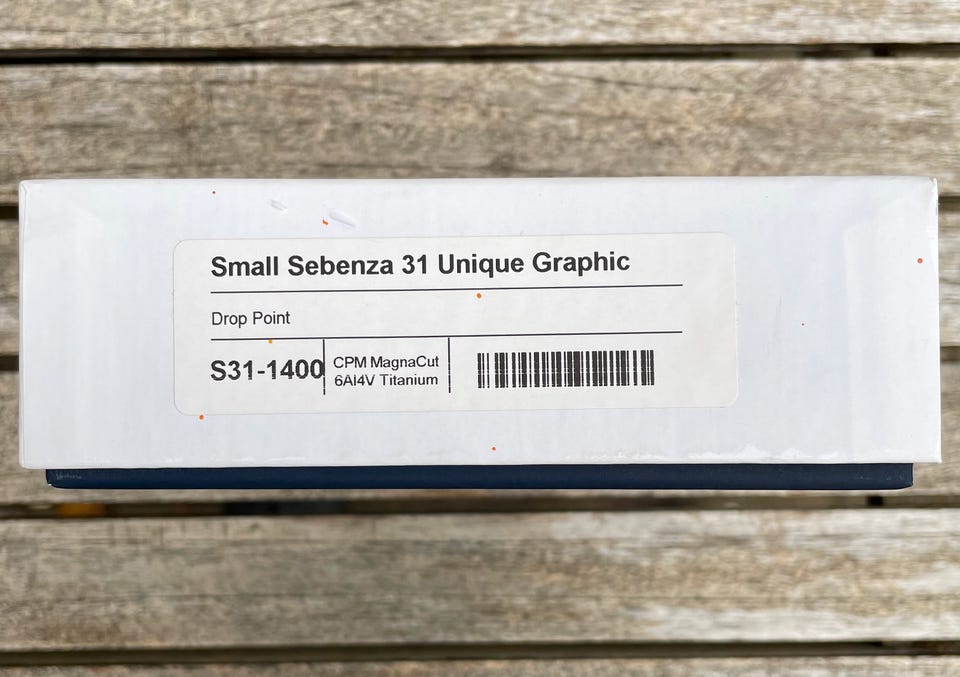 Small Sebenza 31 Unique Graphic
Drop Point
S31-1400
CPM MagnaCut
6Al4V Titanium